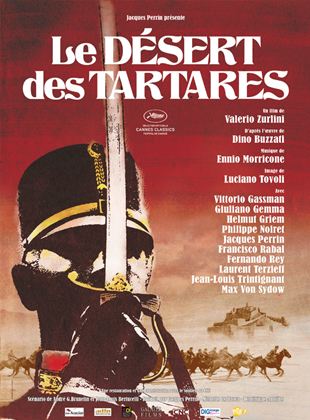 Jacques Perrin présente
Le DÉSERT
des TARTARES
CANNES CLASSICS
Un film de
Valerio Zurlini
D'après l'œuvre de
Dino Buzzati
Musique de
Ennio Morricone
Image de
Luciano Tovoli
Avec
Vittorio Gassman
Giuliano Gemma
Helmut Griem
Philippe Noiret
Jacques Perrin
Francisco Rabal
Fernando Rey
Laurent Terzieff
Jean-Louis Trintignant
Max Von Sydow